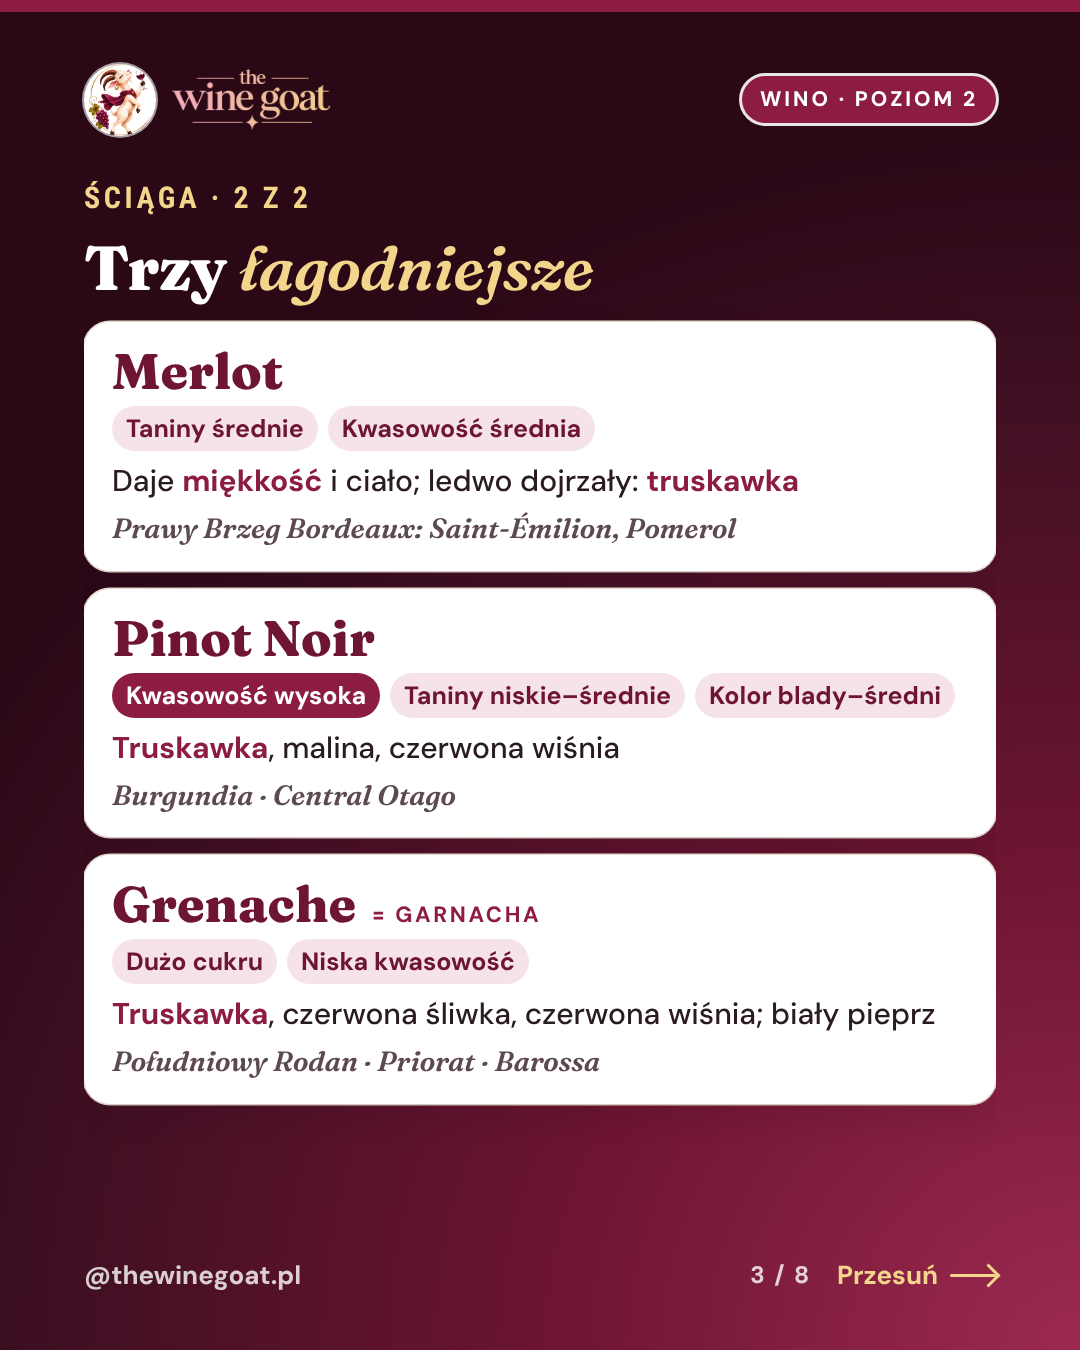 the
wine goat
WINO · POZIOM 2
ŚCIĄGA · 2 Z 2
Trzy łagodniejsze
Merlot
Taniny średnie Kwasowość średnia
Daje miękkość i ciało; ledwo dojrzały: truskawka
Prawy Brzeg Bordeaux: Saint-Émilion, Pomerol
Pinot Noir
Kwasowość wysoka Taniny niskie–średnie Kolor blady–średni
Truskawka, malina, czerwona wiśnia
Burgundia · Central Otago
Grenache = GARNACHA
Dużo cukru Niska kwasowość
Truskawka, czerwona śliwka, czerwona wiśnia; biały pieprz
Południowy Rodan · Priorat · Barossa
@thewinegoat.pl 3 / 8 Przesuń